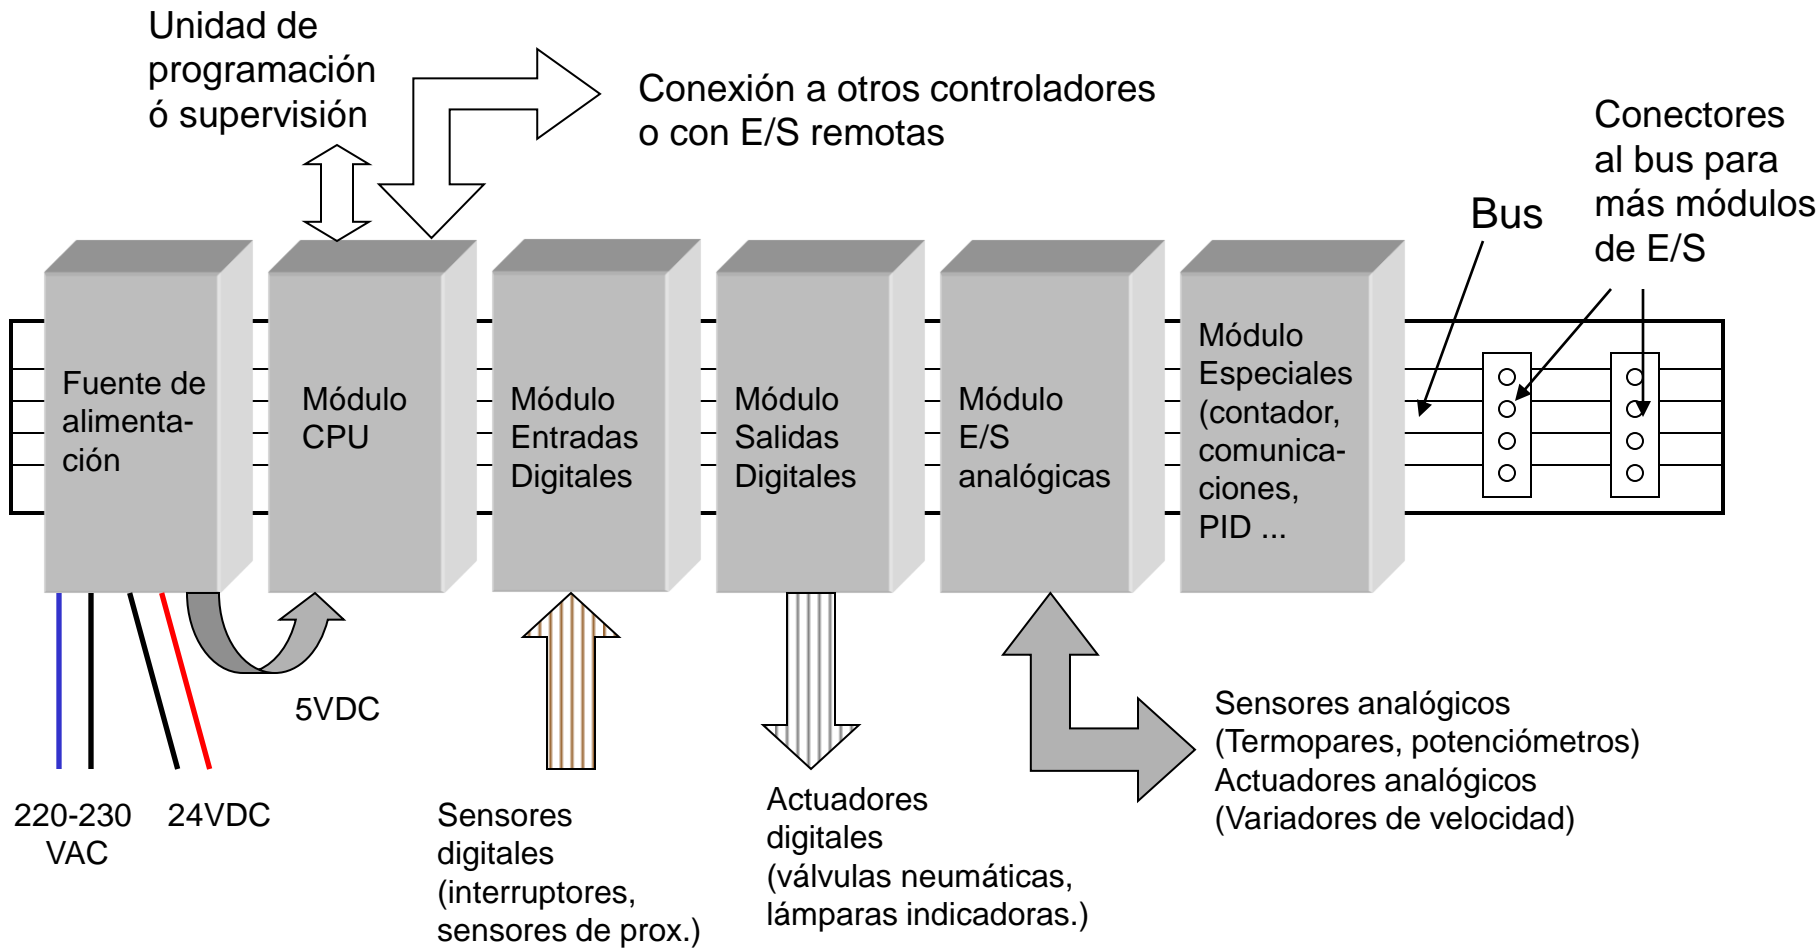 Unidad de
programación
ó supervisión
Conexión a otros controladores
o con E/S remotas
Conectores
al bus para
más módulos
de E/S
Bus
Fuente de
alimenta-
ción
Módulo
CPU
Módulo
Entradas
Digitales
Módulo
Salidas
Digitales
Módulo
E/S
analógicas
Módulo
Especiales
(contador,
comunica-
ciones,
PID ...
5VDC
220-230
VAC
24VDC
Sensores
digitales
(interruptores,
sensores de prox.)
Actuadores
digitales
(válvulas neumáticas,
lámparas indicadoras.)
Sensores analógicos
(Termopares, potenciómetros)
Actuadores analógicos
(Variadores de velocidad)